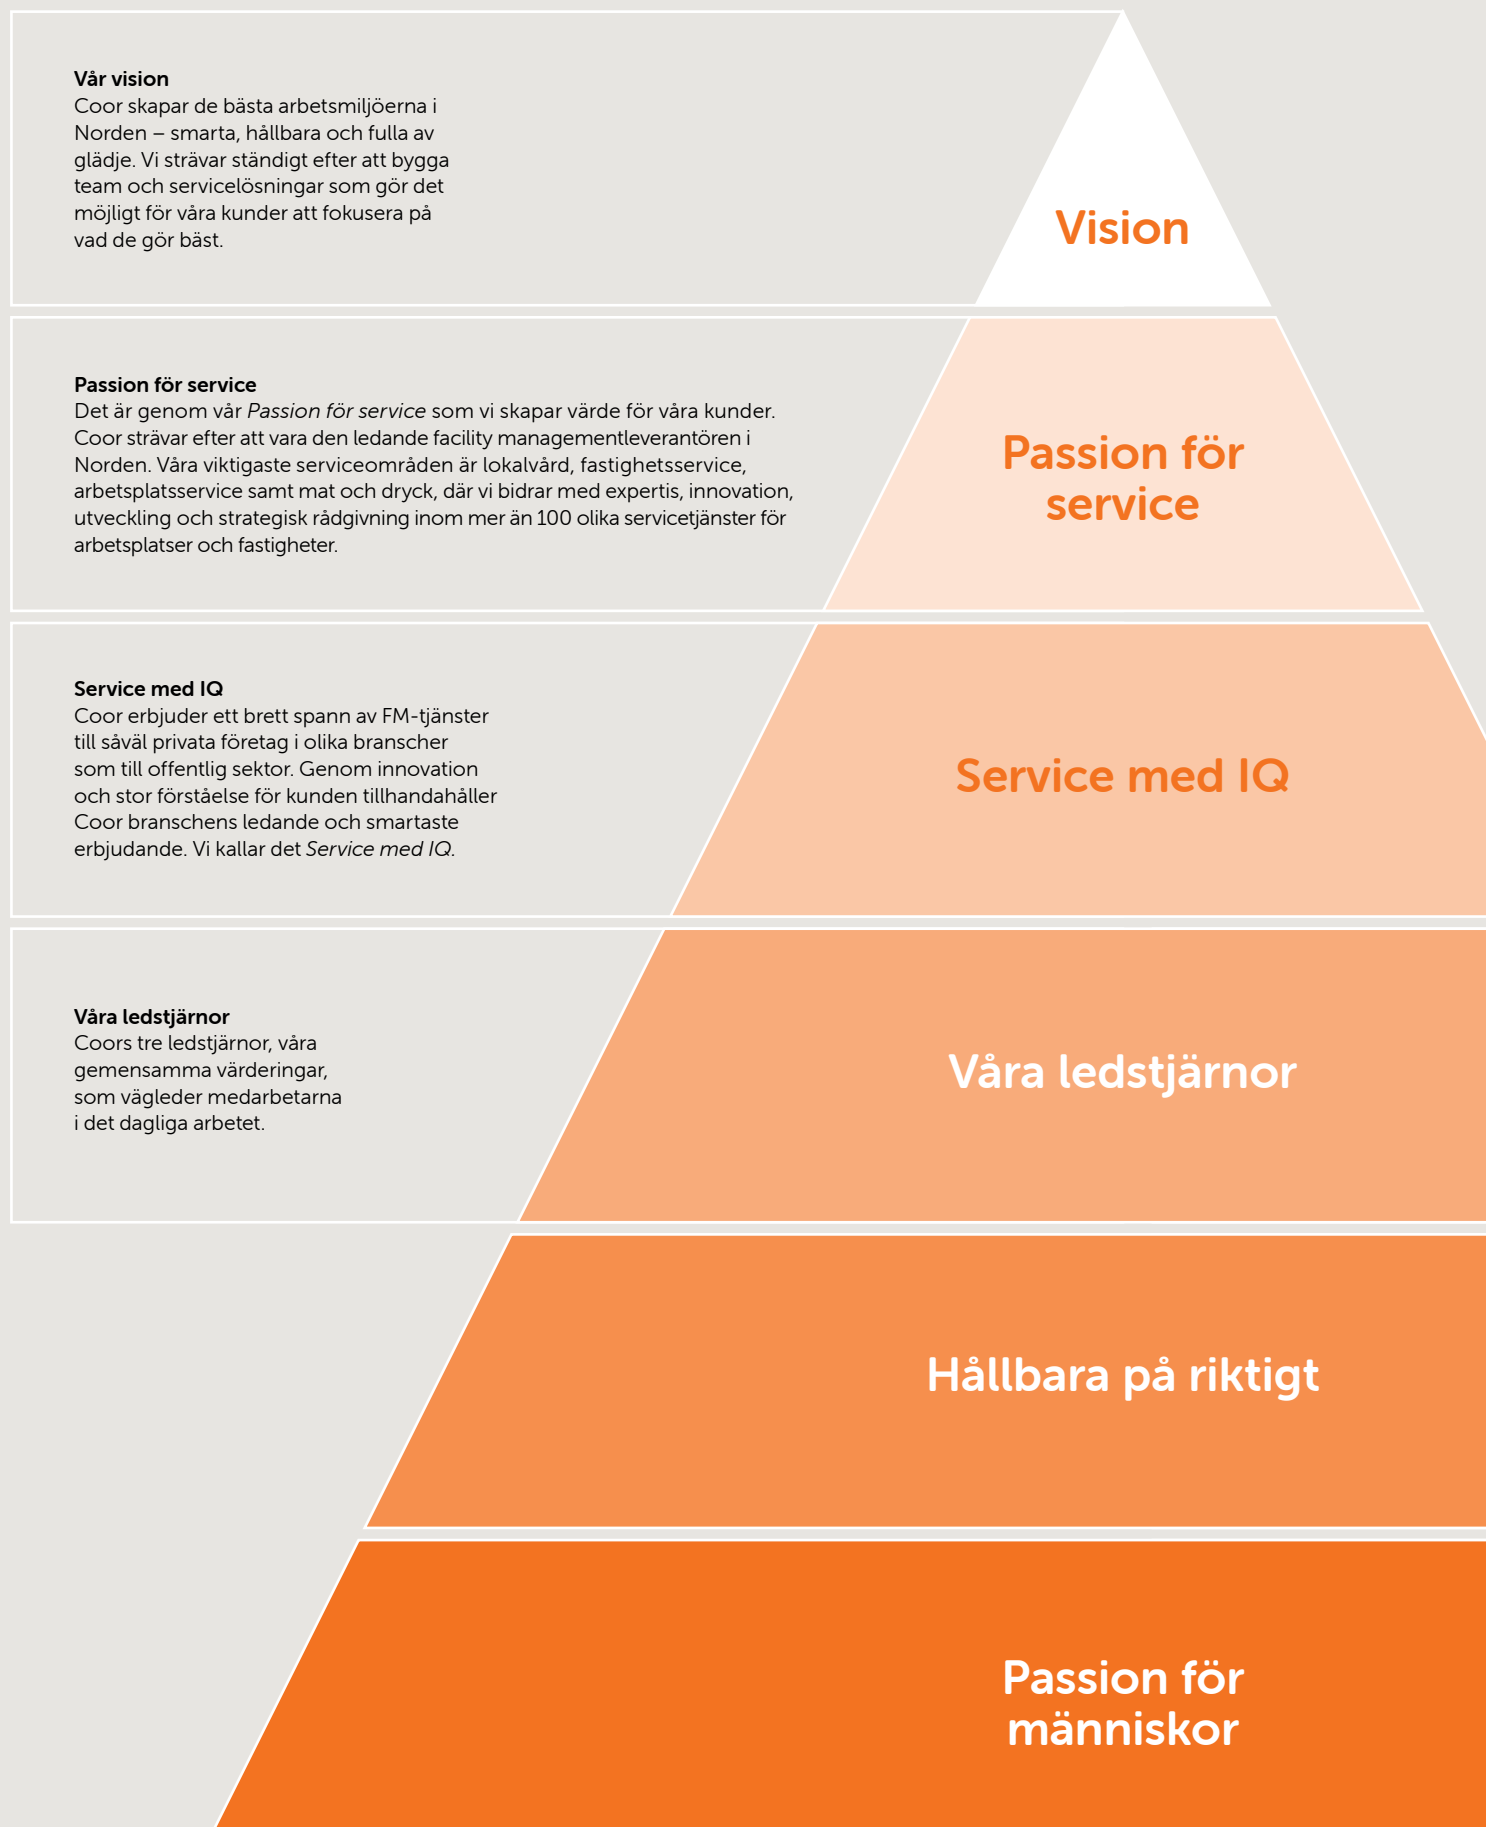 Vår vision
Coor skapar de bästa arbetsmiljöerna i
Norden – smarta, hållbara och fulla av
glädje. Vi strävar ständigt efter att bygga
team och servicelösningar som gör det
möjligt för våra kunder att fokusera på
vad de gör bäst.
Vision
Passion för service
Det är genom vår Passion för service som vi skapar värde för våra kunder.
Coor strävar efter att vara den ledande facility managementleverantören i
Norden. Våra viktigaste serviceområden är lokalvård, fastighetsservice,
arbetsplatsservice samt mat och dryck, där vi bidrar med expertis, innovation,
utveckling och strategisk rådgivning inom mer än 100 olika servicetjänster för
arbetsplatser och fastigheter.
Passion för
service
Service med IQ
Coor erbjuder ett brett spann av FM-tjänster
till såväl privata företag i olika branscher
som till offentlig sektor. Genom innovation
och stor förståelse för kunden tillhandahåller
Coor branschens ledande och smartaste
erbjudande. Vi kallar det Service med IQ.
Service med IQ
Våra ledstjärnor
Coors tre ledstjärnor, våra
gemensamma värderingar,
som vägleder medarbetarna
i det dagliga arbetet.
Våra ledstjärnor
Hållbara på riktigt
Passion för
människor